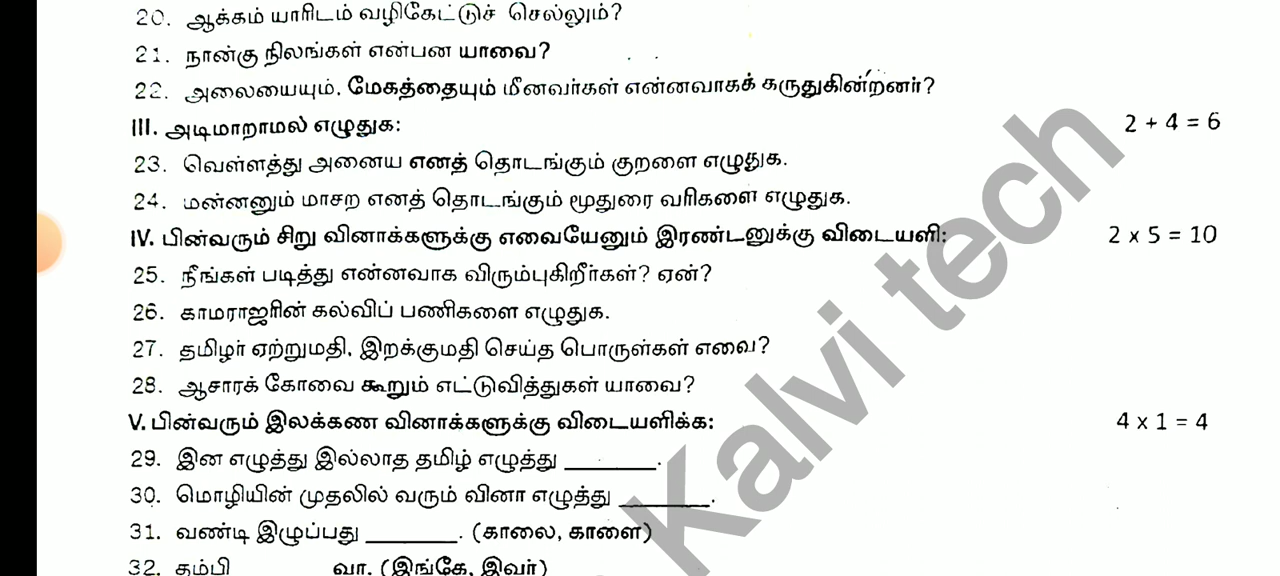 20. ஆக்கம் யாரிடம் வழிகேட்டுச் செல்லும்?
21. நான்கு நிலங்கள் என்பன யாவை?
22. அலையையும், மேகத்தையும் மீனவர்கள் என்னவாகக் கருதுகின்றனர்?
III. அடிமாறாமல் எழுதுக: 2 + 4 = 6
23. வெள்ளத்து அனைய எனத் தொடங்கும் குறளை எழுதுக.
24. மன்னனும் மாசற எனத் தொடங்கும் மூதுரை வரிகளை எழுதுக.
IV. பின்வரும் சிறு வினாக்களுக்கு எவையேனும் இரண்டனுக்கு விடையளி: 2 x 5 = 10
25. நீங்கள் படித்து என்னவாக விரும்புகிறீர்கள்? ஏன்?
26. காமராஜரின் கல்விப் பணிகளை எழுதுக.
27. தமிழர் ஏற்றுமதி, இறக்குமதி செய்த பொருள்கள் எவை?
28. ஆசாரக் கோவை கூறும் எட்டுவித்துகள் யாவை?
V. பின்வரும் இலக்கண வினாக்களுக்கு விடையளிக்க: 4 x 1 = 4
29. இன எழுத்து இல்லாத தமிழ் எழுத்து ________.
30. மொழியின் முதலில் வரும் வினா எழுத்து ________.
31. வண்டி இழுப்பது ________. (காலை, காளை)
32. தம்பி ________ வா. (இங்கே, இவர்)
Kalvi tech